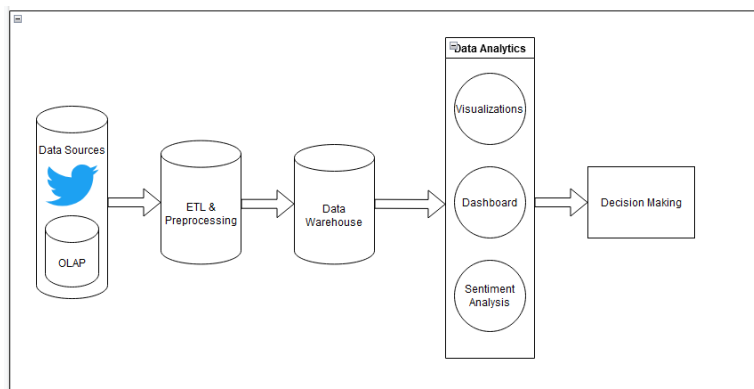 Data Analytics
Visualizations
Data Sources
ETL &
Preprocessing
Data
Warehouse
Dashboard
Decision Making
OLAP
Sentiment
Analysis